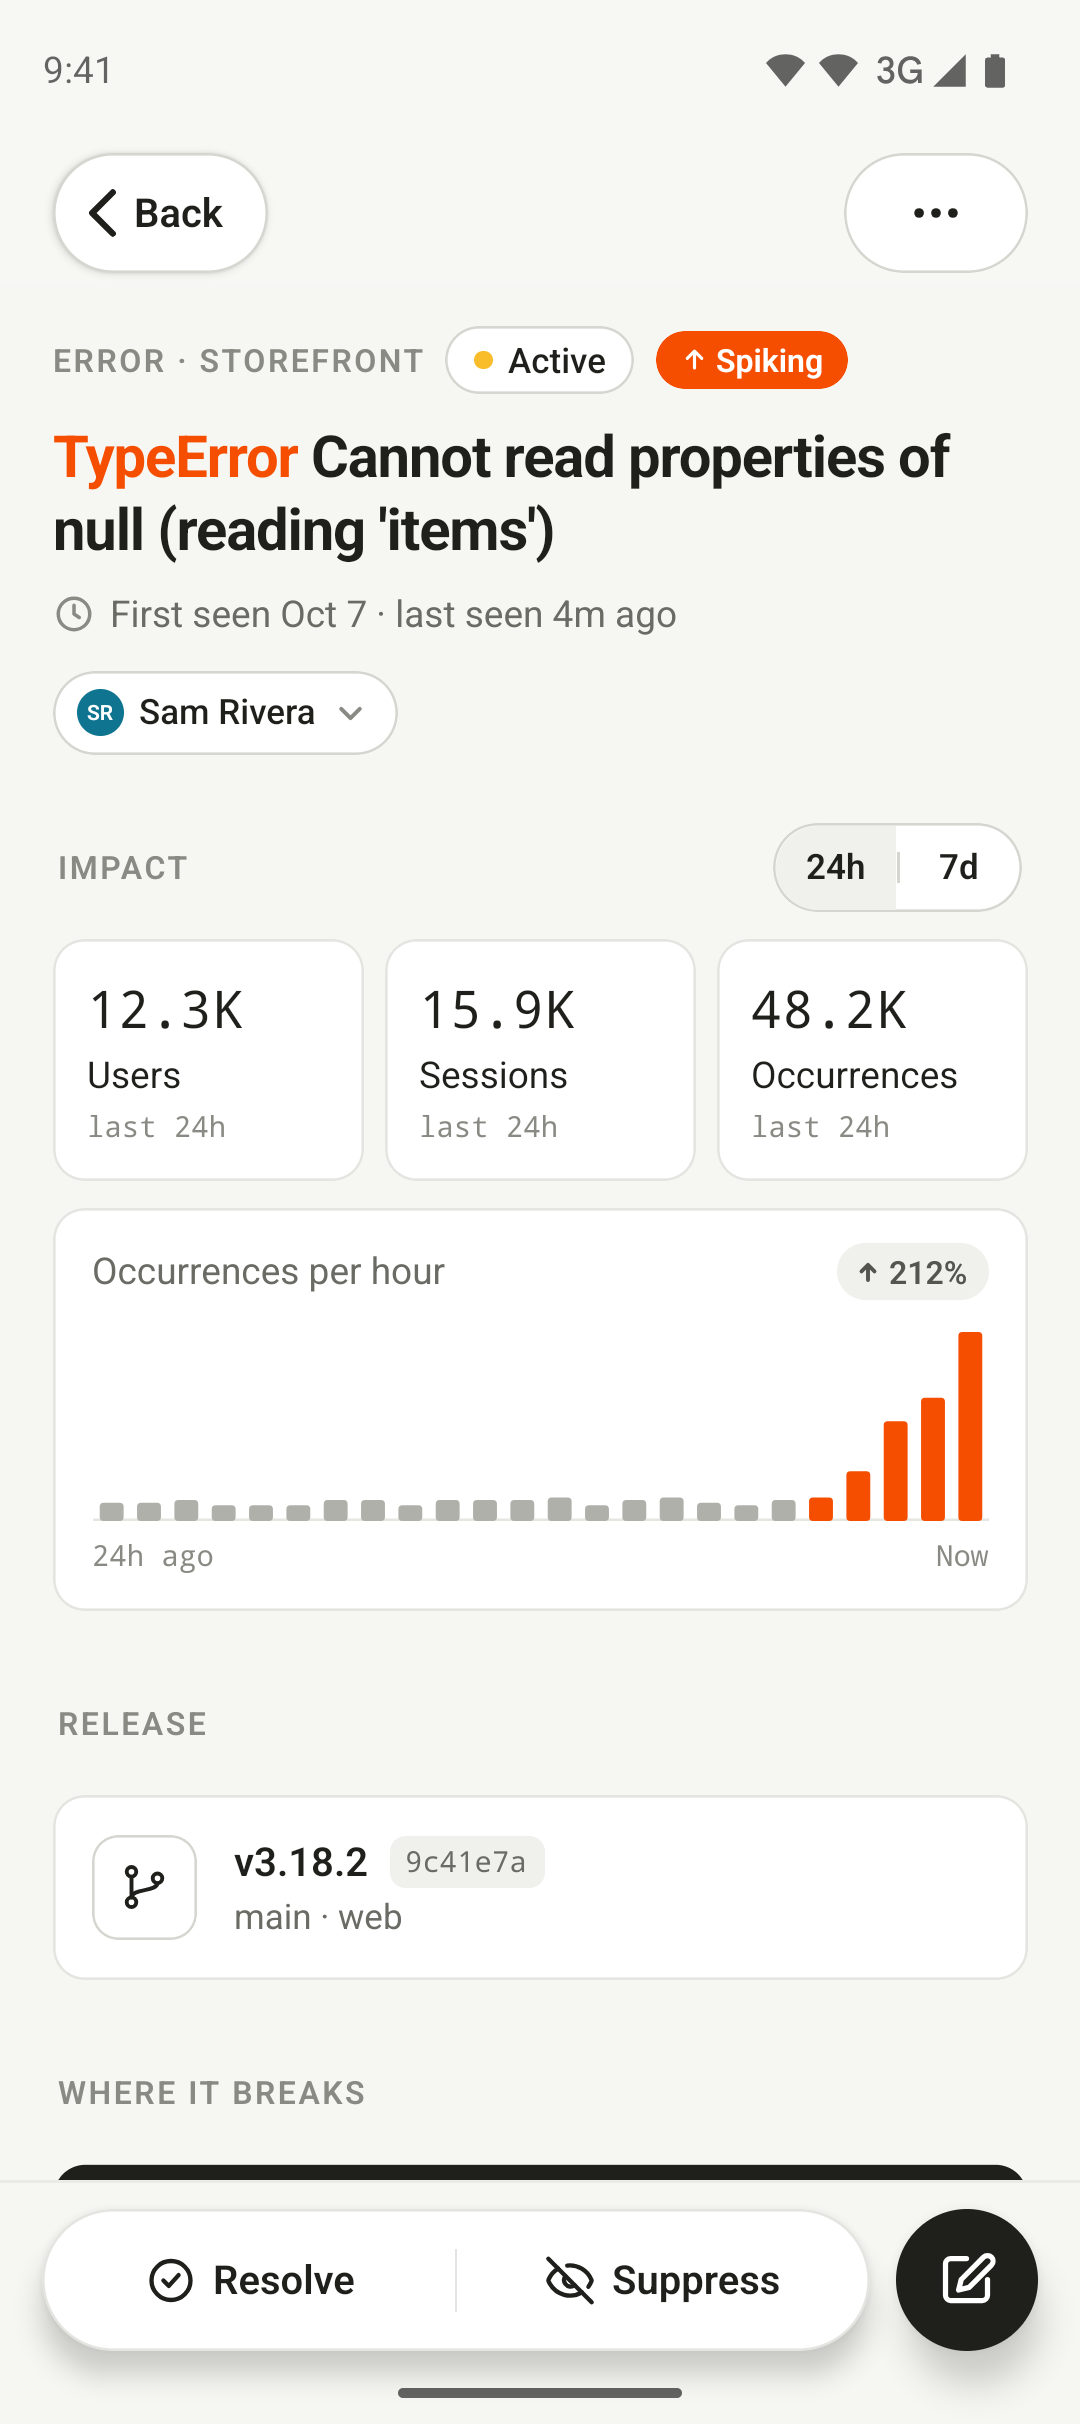 9:41
3G
Back
ERROR · STOREFRONT
Active
↑ Spiking
TypeError Cannot read properties of
null (reading 'items')
First seen Oct 7 · last seen 4m ago
SR
Sam Rivera
IMPACT
24h
7d
12.3K
Users
last 24h
15.9K
Sessions
last 24h
48.2K
Occurrences
last 24h
Occurrences per hour
↑ 212%
24h ago
Now
RELEASE
v3.18.2
9c41e7a
main · web
WHERE IT BREAKS
Resolve
Suppress